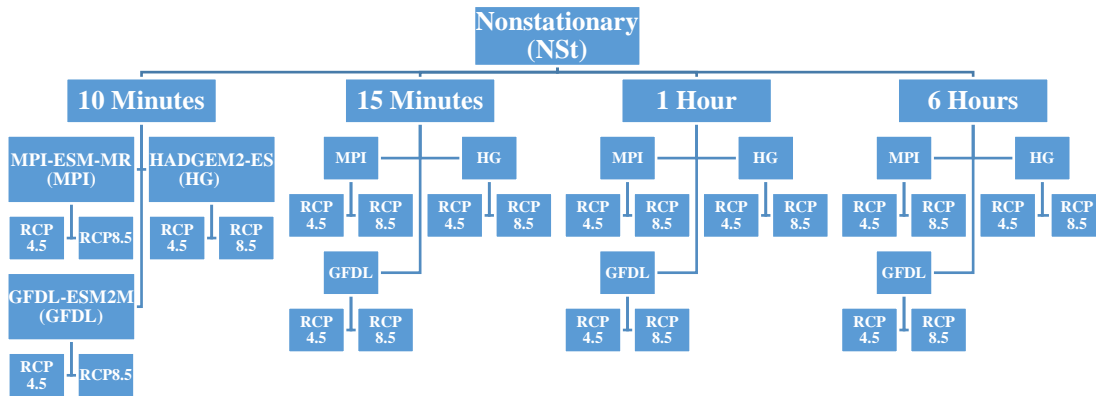 Nonstationary
(NSt)
10 Minutes
15 Minutes
1 Hour
6 Hours
MPI-ESM-MR
(MPI)
HADGEM2-ES
(HG)
MPI
HG
MPI
HG
MPI
HG
RCP
4.5
RCP8.5
RCP
4.5
RCP
8.5
RCP
4.5
RCP
8.5
RCP
4.5
RCP
8.5
RCP
4.5
RCP
8.5
RCP
4.5
RCP
8.5
RCP
4.5
RCP
8.5
RCP
4.5
RCP
8.5
GFDL-ESM2M
(GFDL)
GFDL
GFDL
GFDL
RCP
4.5
RCP8.5
RCP
4.5
RCP
8.5
RCP
4.5
RCP
8.5
RCP
4.5
RCP
8.5